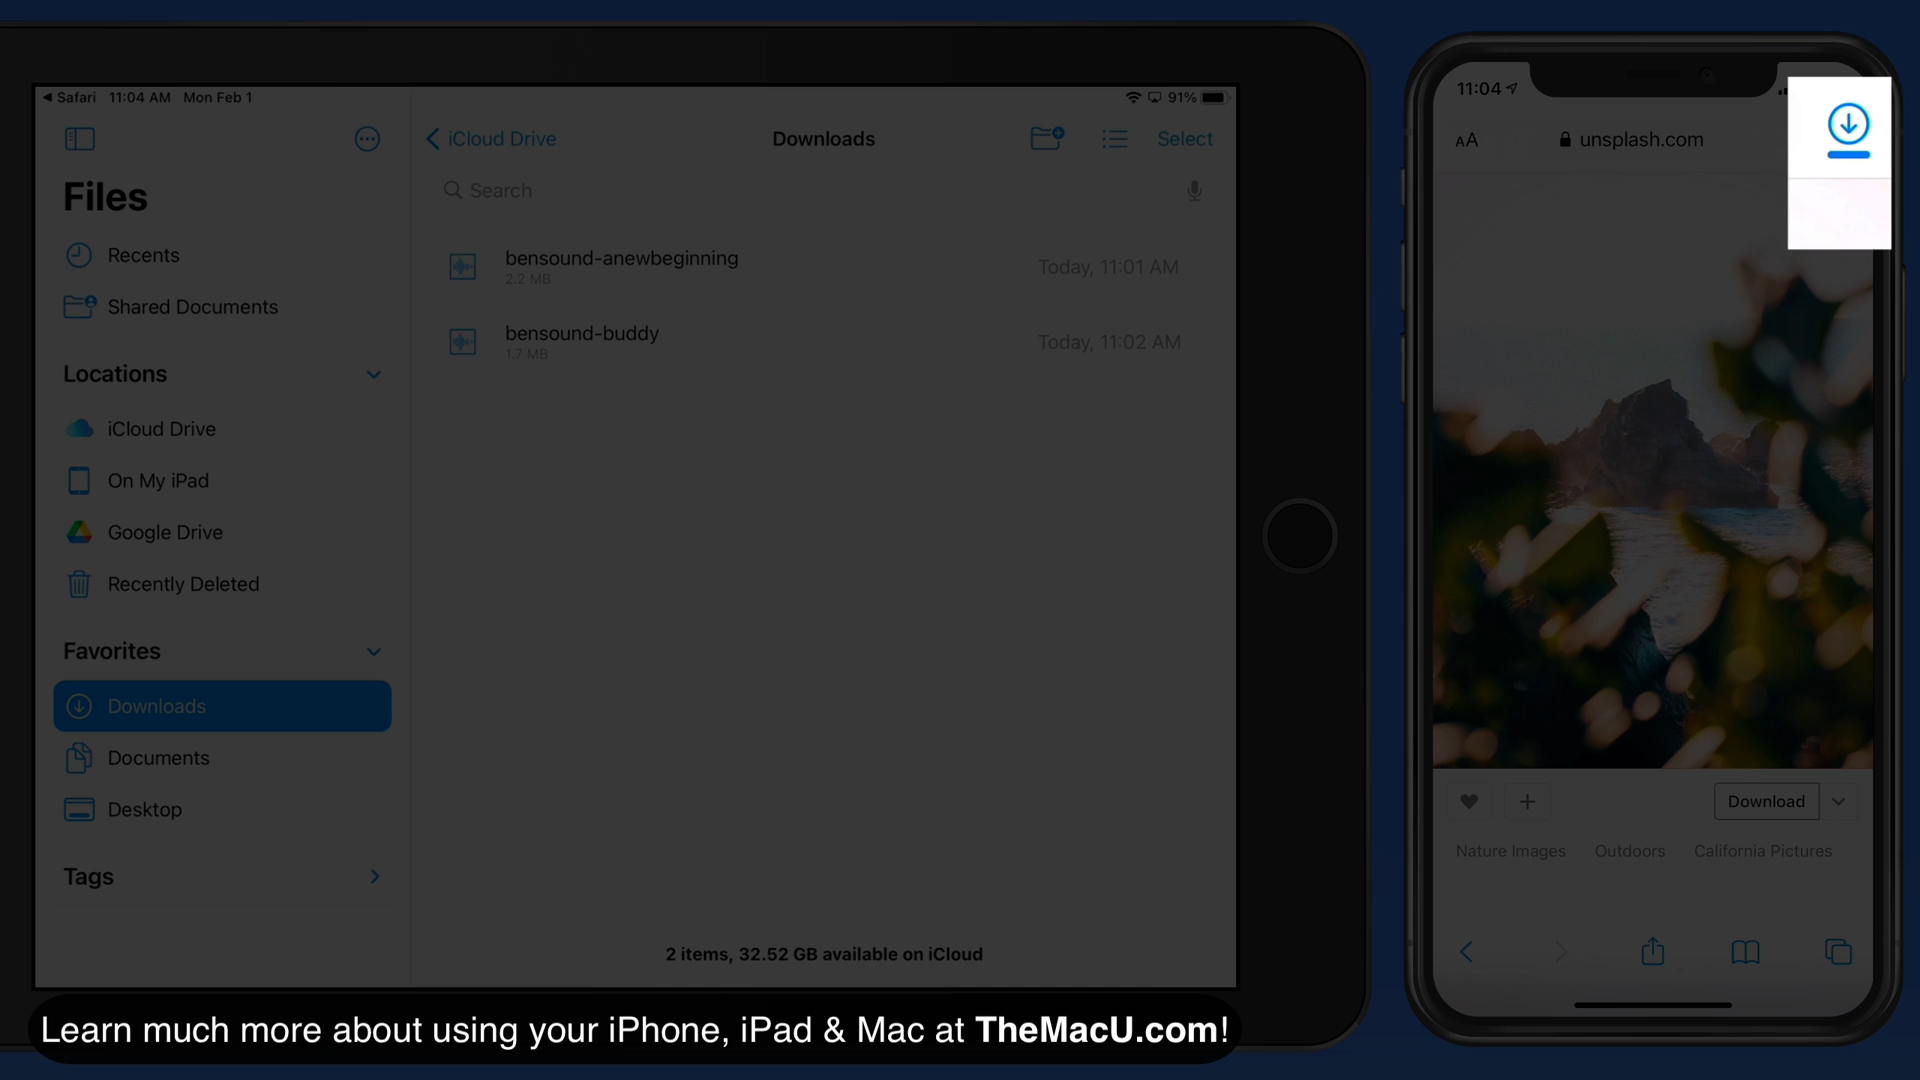 Safari 11:04 AM Mon Feb 1
91%
Files
Recents
Shared Documents
Locations
iCloud Drive
On My iPad
Google Drive
Recently Deleted
Favorites
Downloads
Documents
Desktop
Tags
iCloud Drive
Downloads
Select
Search
bensound-anewbeginning
2.2 MB
Today, 11:01 AM
bensound-buddy
1.7 MB
Today, 11:02 AM
2 items, 32.52 GB available on iCloud
11:04
AA
unsplash.com
Download
Nature Images Outdoors California Pictures
Learn much more about using your iPhone, iPad & Mac at TheMacU.com!